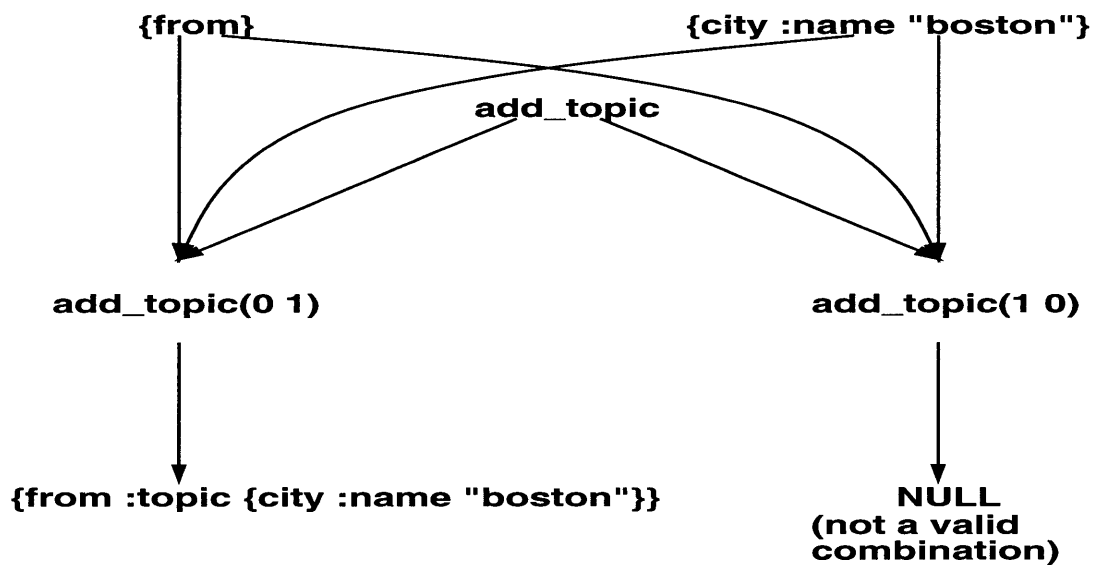 {from}
{city :name "boston"}
add_topic
add_topic(0 1)
add_topic(1 0)
{from :topic {city :name "boston"}}
NULL
(not a valid
combination)